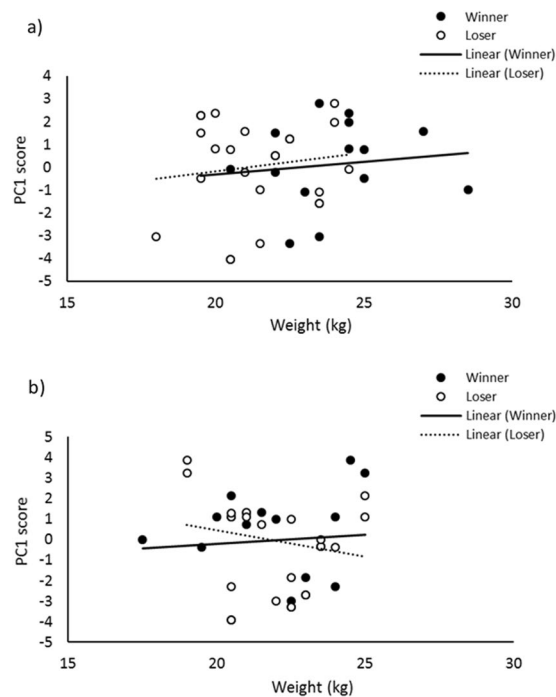 a)
Winner
Loser
Linear (Winner)
Linear (Loser)
4
3
2
1
0
-1
-2
-3
-4
-5
PC1 score
15 20 25 30
Weight (kg)
b)
Winner
Loser
Linear (Winner)
Linear (Loser)
5
4
3
2
1
0
-1
-2
-3
-4
-5
PC1 score
15 20 25 30
Weight (kg)